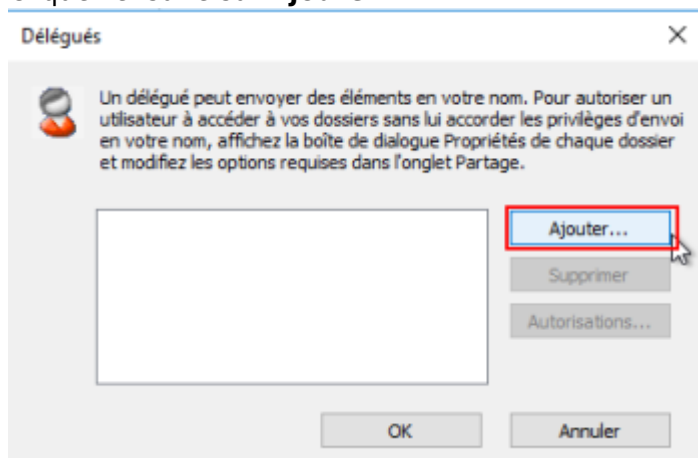 Délégués
Un délégué peut envoyer des éléments en votre nom. Pour autoriser un
utilisateur à accéder à vos dossiers sans lui accorder les privilèges d'envoi
en votre nom, affichez la boîte de dialogue Propriétés de chaque dossier
et modifiez les options requises dans l'onglet Partage.
Ajouter...
Supprimer
Autorisations...
OK
Annuler